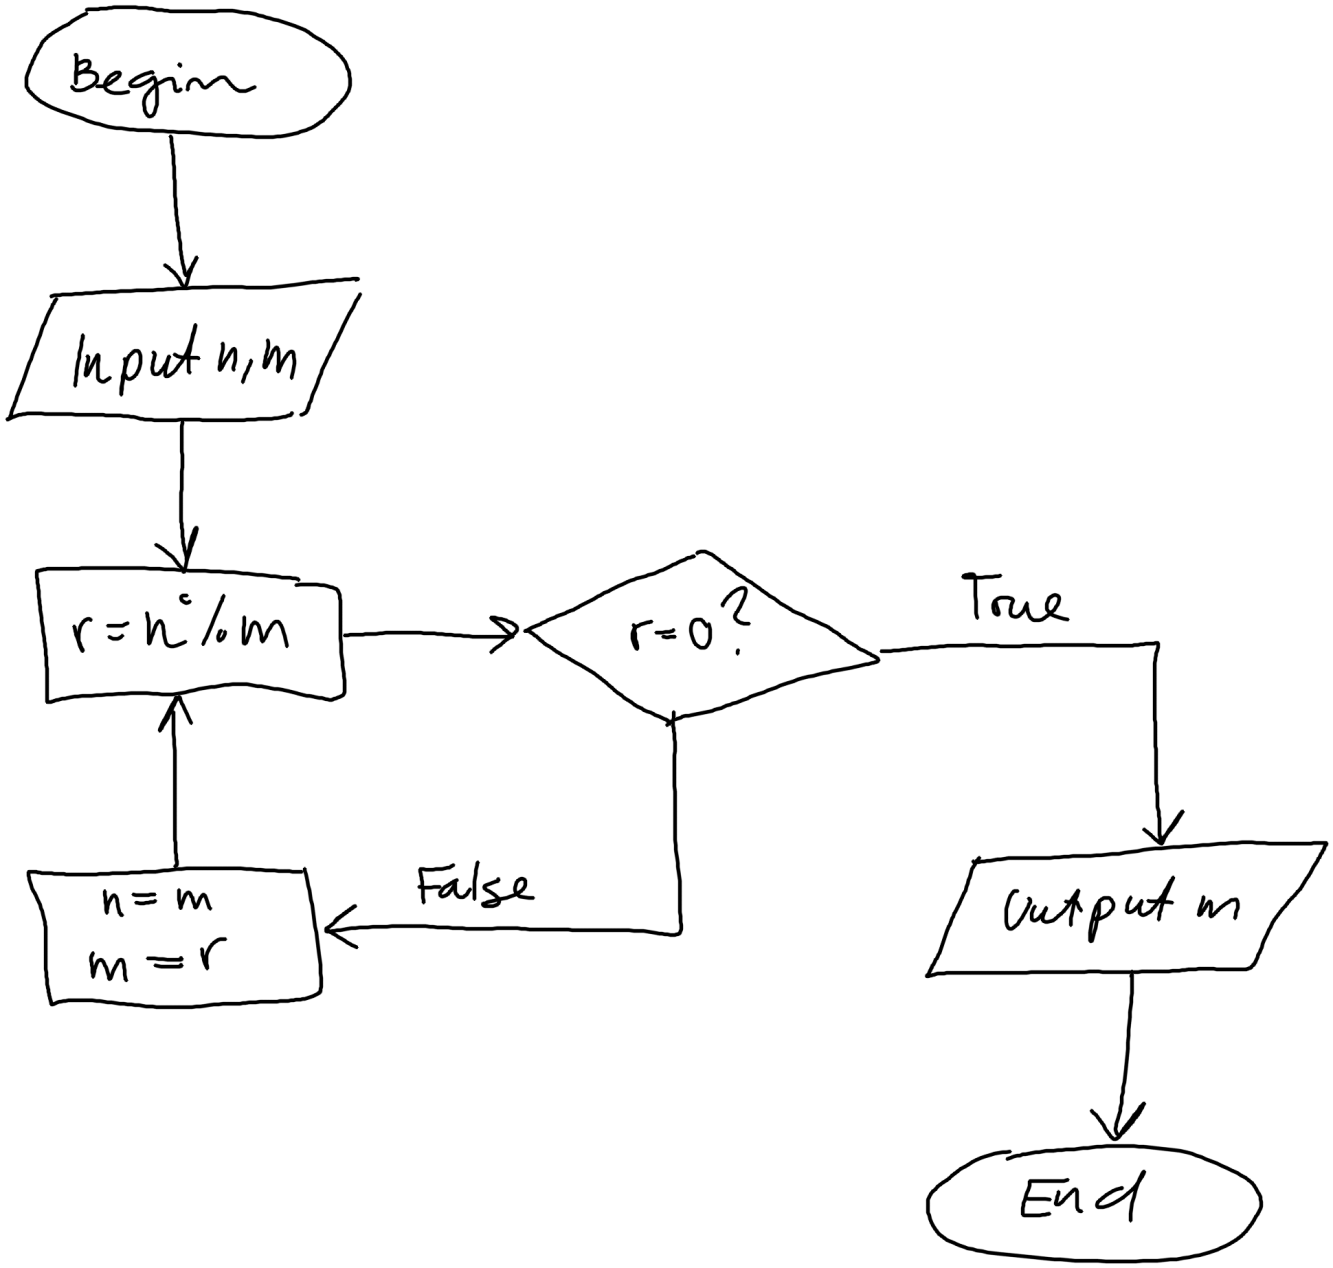 Begin
Input n,m
r=n%m
r=0?
True
False
n=m
m=r
Output m
End